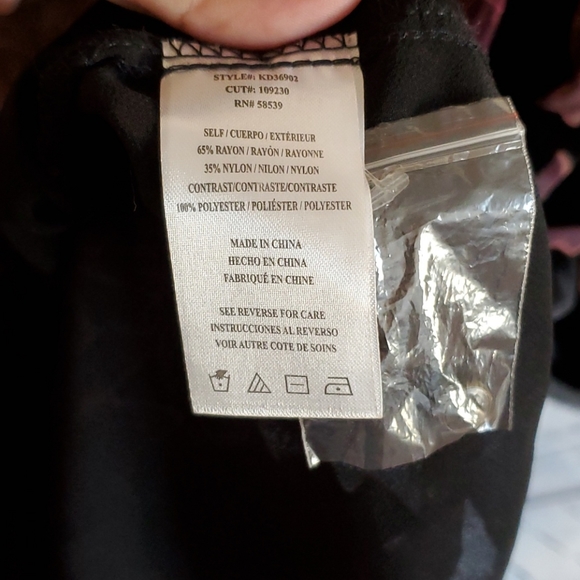 STYLE#: KD36902
CUT#: 109230
RN# 58539
SELF / CUERPO / EXTÉRIEUR
65% RAYON / RAYÓN / RAYONNE
35% NYLON / NILON / NYLON
CONTRAST/CONTRASTE/CONTRASTE
100% POLYESTER / POLIÉSTER / POLYESTER
MADE IN CHINA
HECHO EN CHINA
FABRIQUÉ EN CHINE
SEE REVERSE FOR CARE
INSTRUCCIONES AL REVERSO
VOIR AUTRE COTE DE SOINS